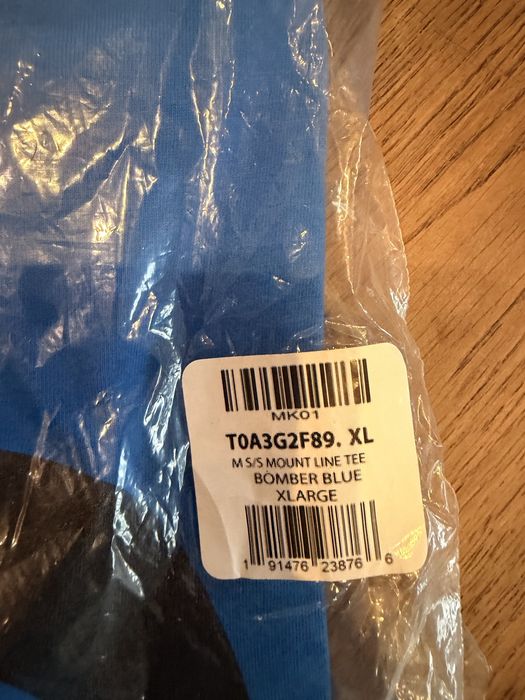 MK01
T0A3G2F89. XL
M S/S MOUNT LINE TEE
BOMBER BLUE
XLARGE
1 91476 23876 6